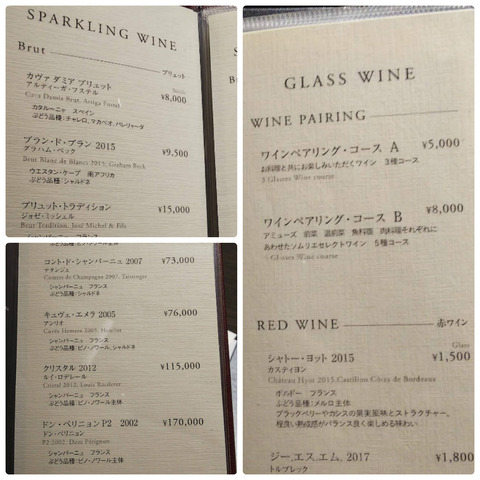 SPARKLING WINE
Brut
ブリュット
カヴァ ダミア ブリュット
アルティーガ・フステル
¥8,000
カタルーニャ スペイン
ぶどう品種：チャレロ、マカベオ、パレリャーダ
ブラン・ド・ブラン 2015
グラハム・ベック
¥9,500
Brut Blanc de Blancs 2015, Graham Beck
ウエスタン・ケープ 南アフリカ
ぶどう品種：シャルドネ
ブリュット・トラディション
ジョゼ・ミッシェル
¥15,000
Brut Tradition, José Michel & Fils
シャンパーニュ フランス
コント・ド・シャンパーニュ 2007
¥73,000
テタンジェ
Comtes de Champagne 2007, Taittinger
シャンパーニュ フランス
ぶどう品種：シャルドネ
キュヴェ・エメラ 2005
¥76,000
アンリオ
シャンパーニュ フランス
ぶどう品種：ピノ・ノワール、シャルドネ
クリスタル 2012
¥115,000
ルイ・ロデレール
Cristal 2012, Louis Roederer
シャンパーニュ フランス
ぶどう品種：ピノ・ノワール主体
ドン・ペリニョンP2 2002
¥170,000
ドン・ペリニョン
P2 2002, Dom Pérignon
シャンパーニュ フランス
ぶどう品種：ピノ・ノワール主体
GLASS WINE
WINE PAIRING
ワインペアリング・コース A
¥5,000
お料理と共にお楽しみいただくワイン 3種コース
3 Glasses Wine course
ワインペアリング・コース B
¥8,000
アミューズ 前菜 温前菜 魚料理 肉料理それぞれに
あわせたソムリエセレクトワイン 5種コース
Glasses Wine course
RED WINE
赤ワイン
Glass
シャトー・ヨット 2015
¥1,500
カスティヨン
Château Hyot 2015, Castillon Côtes de Bordeaux
ボルドー フランス
ぶどう品種：メルロ主体
ブラックベリーやカシスの果実風味とストラクチャー、
程良い熟成感がバランス良く楽しめる味わい
ジー.エス.エム. 2017
¥1,800
トルブレック